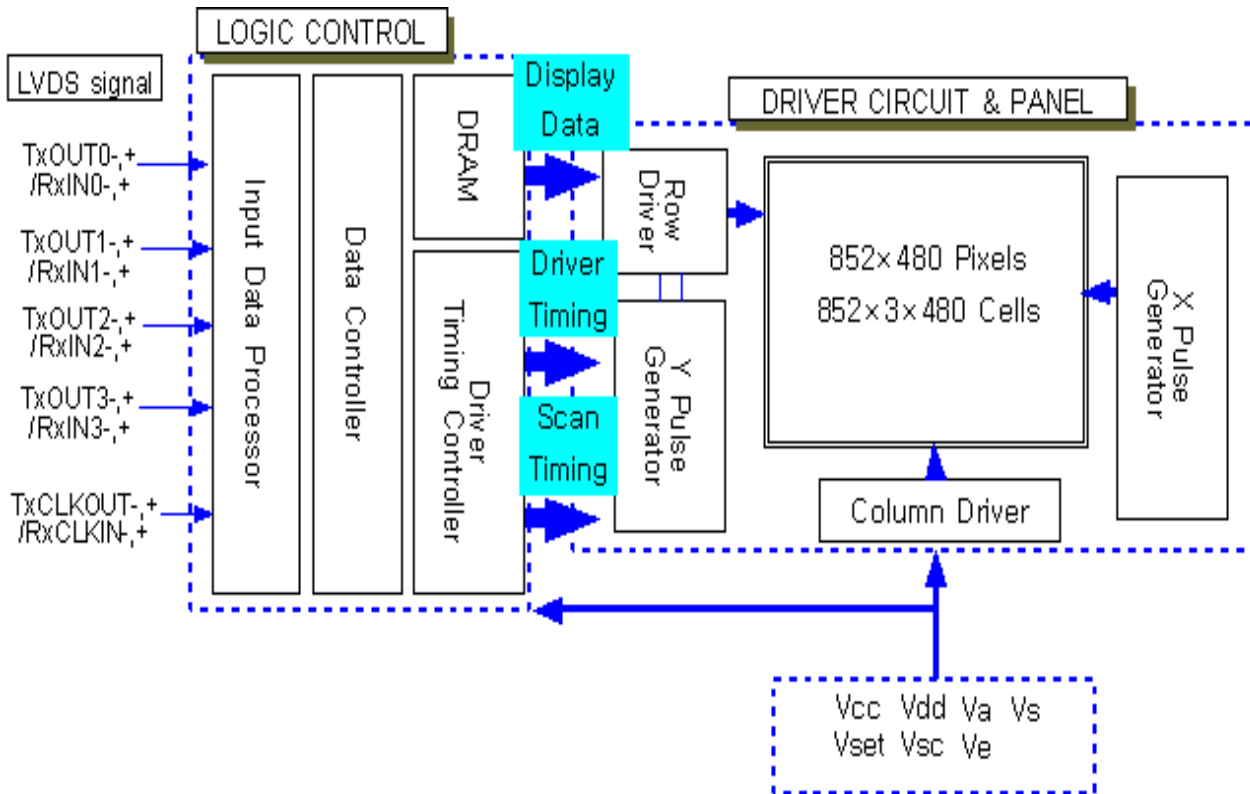 LOGIC CONTROL
LVDS signal
TxOUT0-,+
/RxIN0-,+
TxOUT1-,+
/RxIN1-,+
TxOUT2-,+
/RxIN2-,+
TxOUT3-,+
/RxIN3-,+
TxCLKOUT-,+
/RxCLKIN-,+
Input Data Processor
Data Controller
DRAM
Driver
Timing Controller
Display
Data
Driver
Timing
Scan
Timing
DRIVER CIRCUIT & PANEL
Row
Driver
Y Pulse
Generator
852×480 Pixels
852×3×480 Cells
X Pulse
Generator
Column Driver
Vcc Vdd Va Vs
Vset Vsc Ve